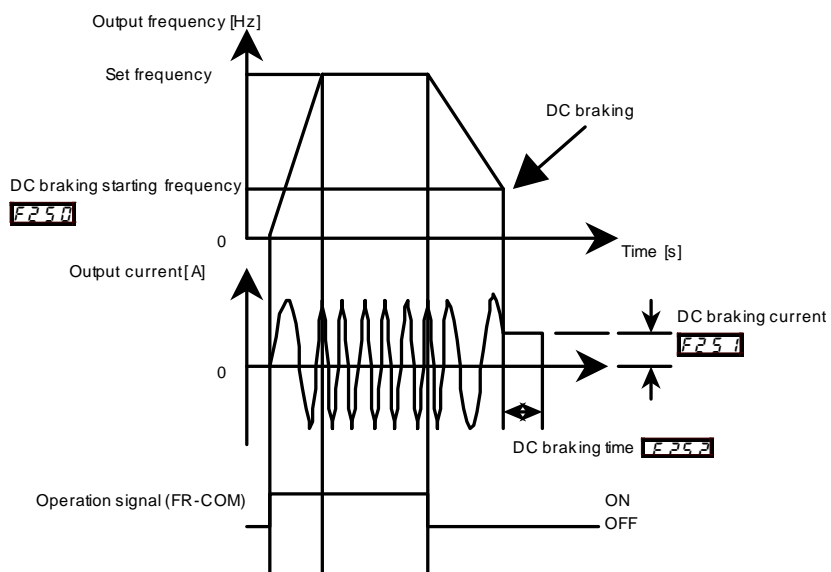 Output frequency [Hz]
Set frequency
DC braking
DC braking starting frequency
F250
0
Time [s]
Output current [A]
DC braking current
F251
0
DC braking time F252
Operation signal (FR-COM)
ON
OFF